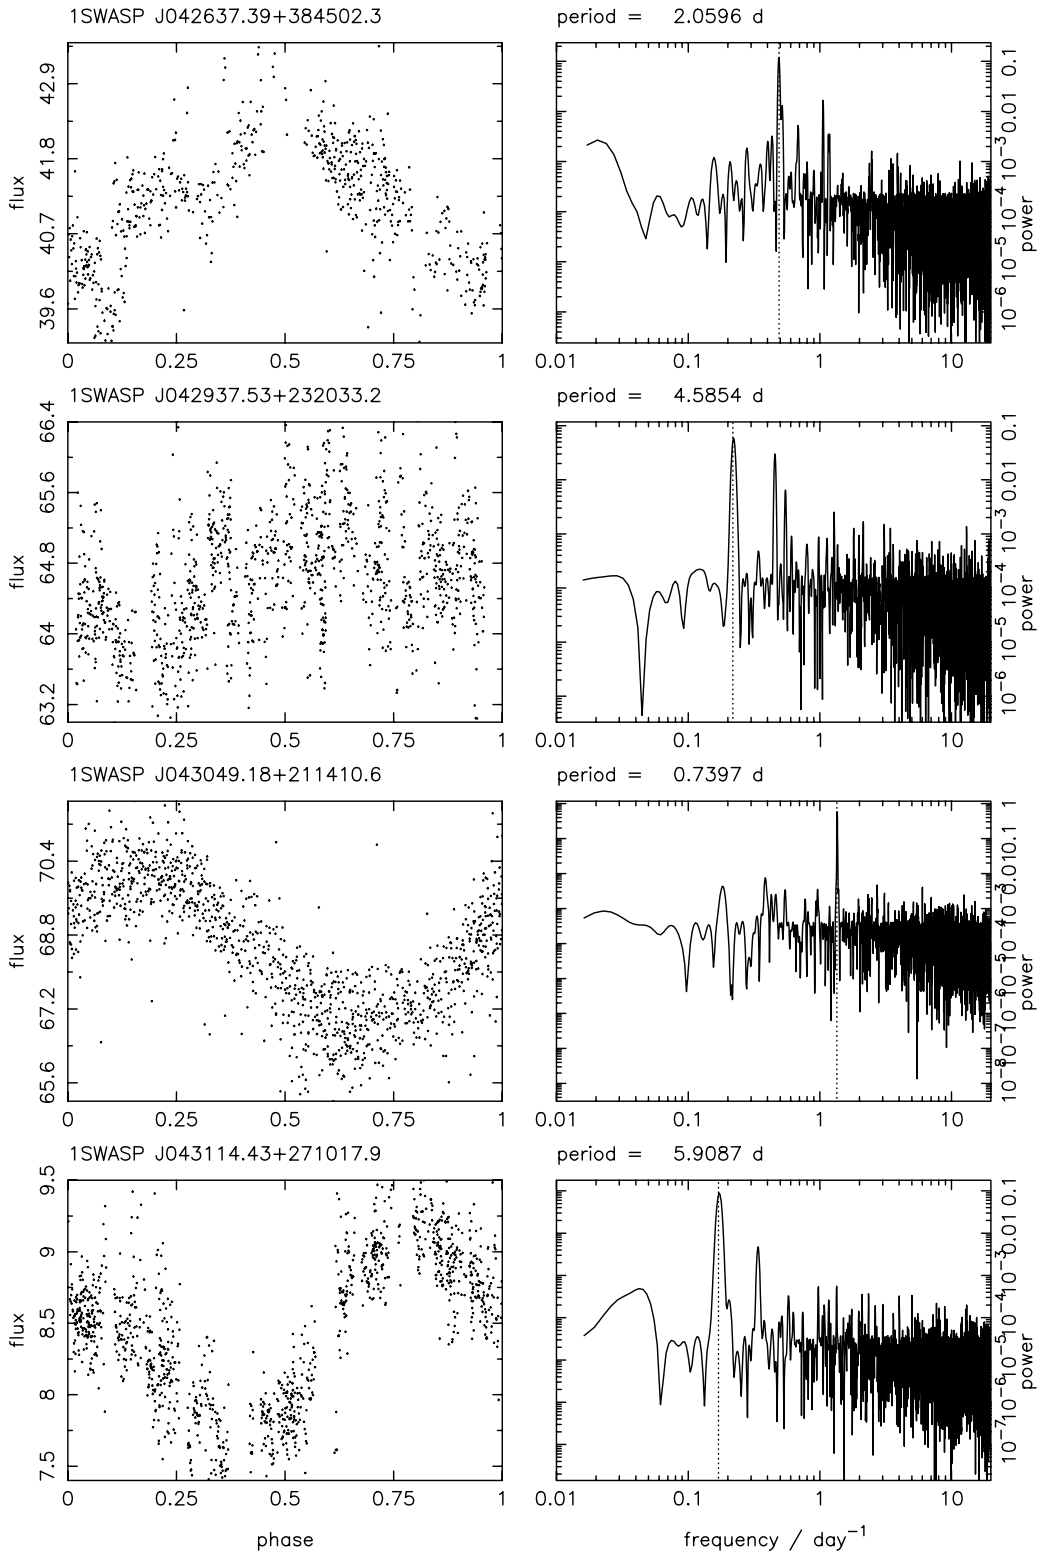 1SWASP J042637.39+384502.3
period = 2.0596 d
flux
42.9
41.8
40.7
39.6
0 0.25 0.5 0.75 1
0.1
0.01
10⁻³
10⁻⁴
10⁻⁵
10⁻⁶
power
0.01 0.1 1 10
1SWASP J042937.53+232033.2
period = 4.5854 d
flux
66.4
65.6
64.8
64
63.2
0 0.25 0.5 0.75 1
0.1
0.01
10⁻³
10⁻⁴
10⁻⁵
10⁻⁶
power
0.01 0.1 1 10
1SWASP J043049.18+211410.6
period = 0.7397 d
flux
70.4
68.8
67.2
65.6
0 0.25 0.5 0.75 1
1
0.1
0.01
10⁻³
10⁻⁴
10⁻⁵
10⁻⁶
10⁻⁷
10⁻⁸
power
0.01 0.1 1 10
1SWASP J043114.43+271017.9
period = 5.9087 d
flux
9.5
9
8.5
8
7.5
0 0.25 0.5 0.75 1
phase
0.1
0.01
10⁻³
10⁻⁴
10⁻⁵
10⁻⁶
10⁻⁷
power
0.01 0.1 1 10
frequency / day⁻¹